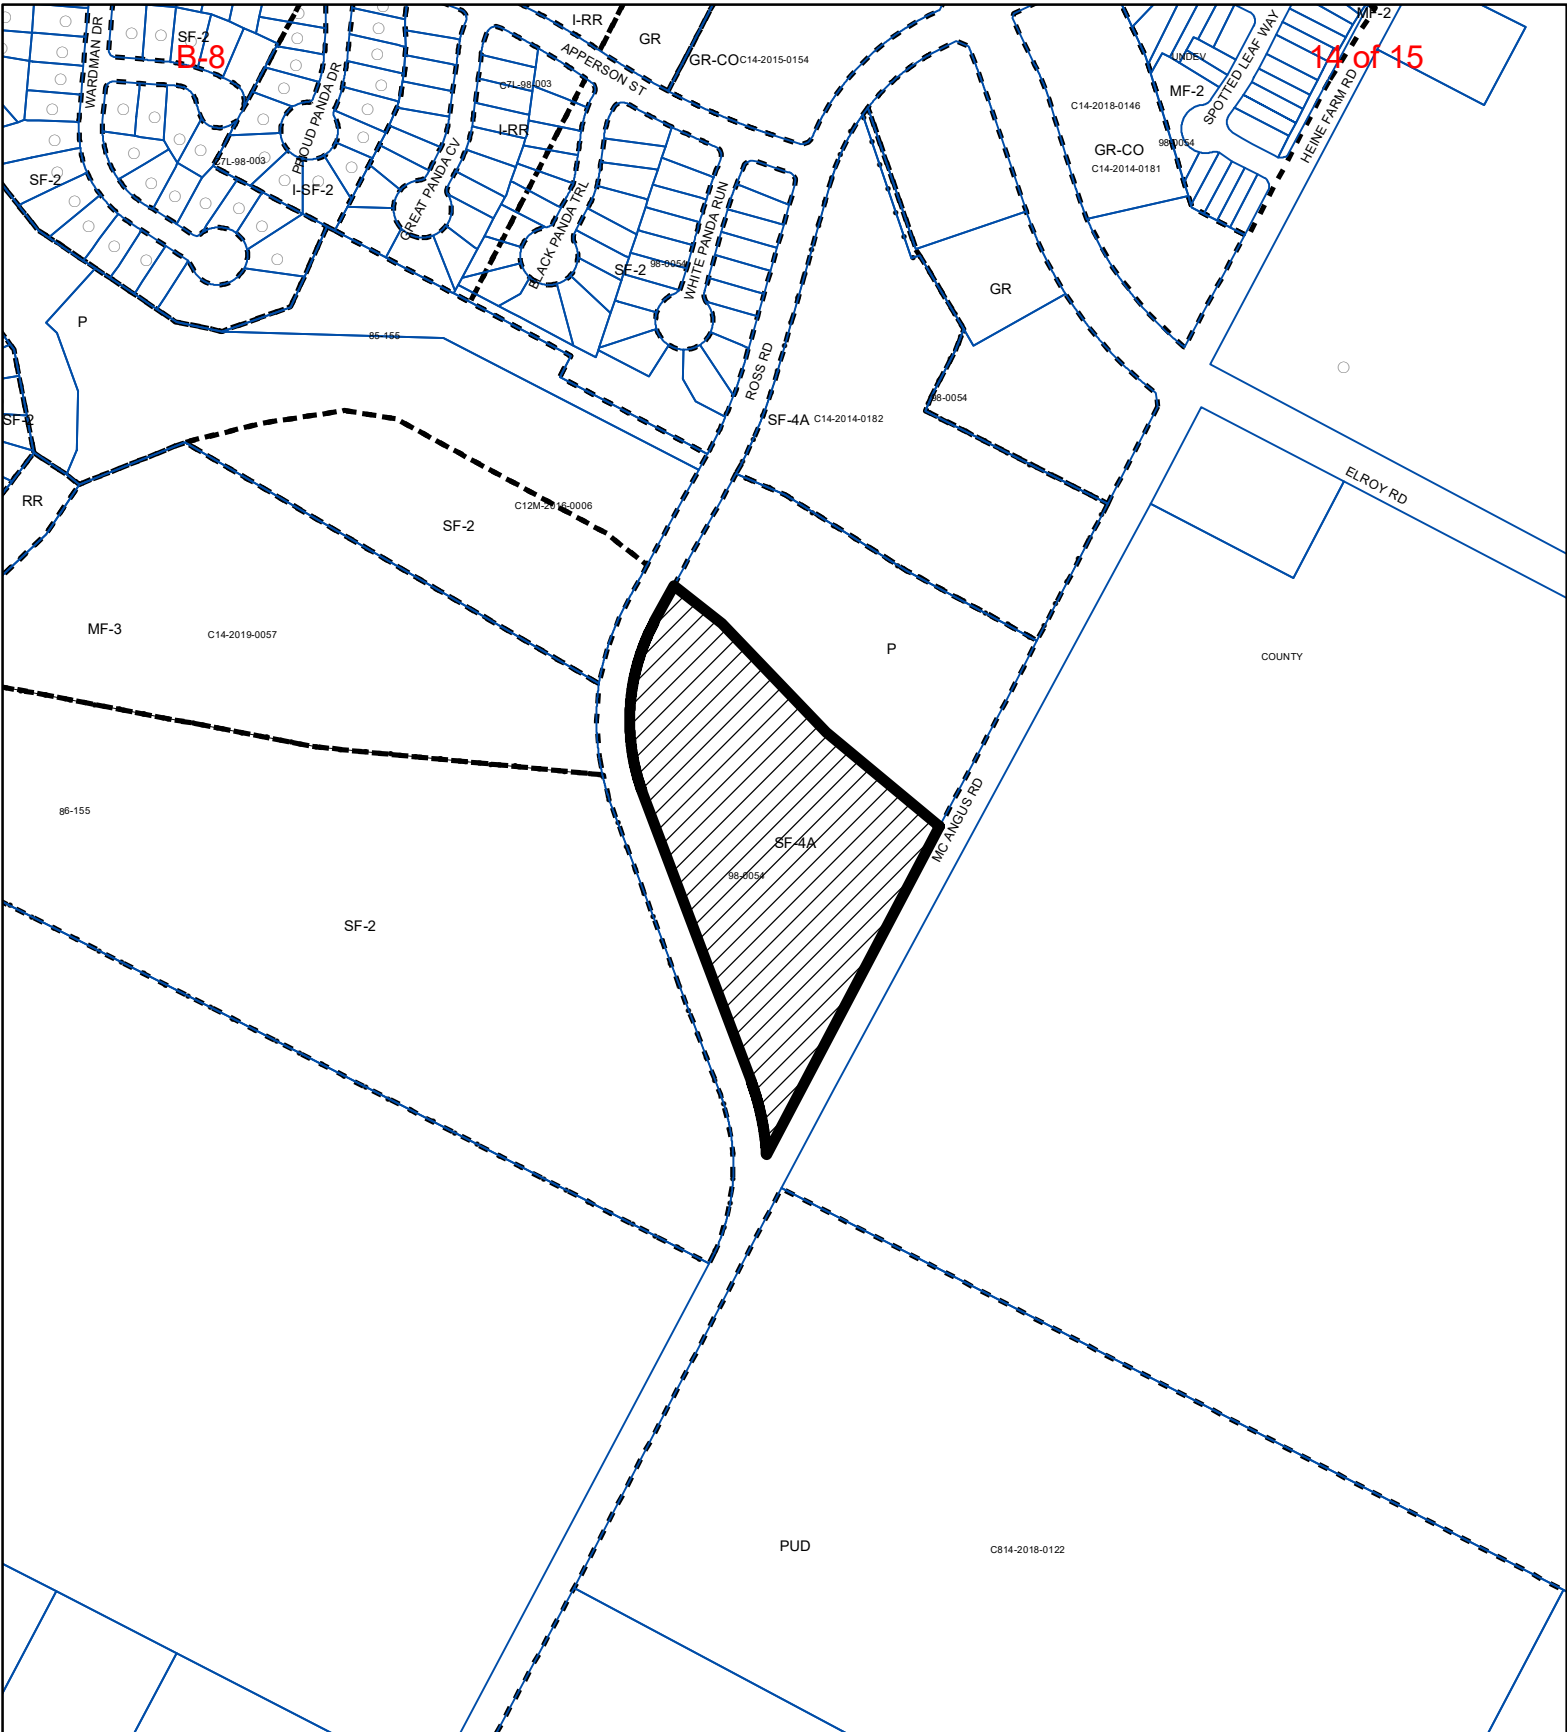 I-RR
MF-2
SF-2
GR
B-8
14 of 15
WARDMAN DR
APPERSON ST
GR-CO
C14-2015-0154
UNDEV
SPOTTED LEAF WAY
C7L-98-003
MF-2
C14-2018-0146
PROUD PANDA DR
I-RR
HEINE FARM RD
GR-CO
98-0054
C7L-98-003
C14-2014-0181
SF-2
I-SF-2
GREAT PANDA CV
BLACK PANDA TRL
WHITE PANDA RUN
SF-2
98-0054
GR
P
85-155
ROSS RD
98-0054
SF-2
SF-4A
C14-2014-0182
ELROY RD
RR
C12M-2016-0006
SF-2
MF-3
C14-2019-0057
P
COUNTY
86-155
MC ANGUS RD
SF-4A
98-0054
SF-2
PUD
C814-2018-0122